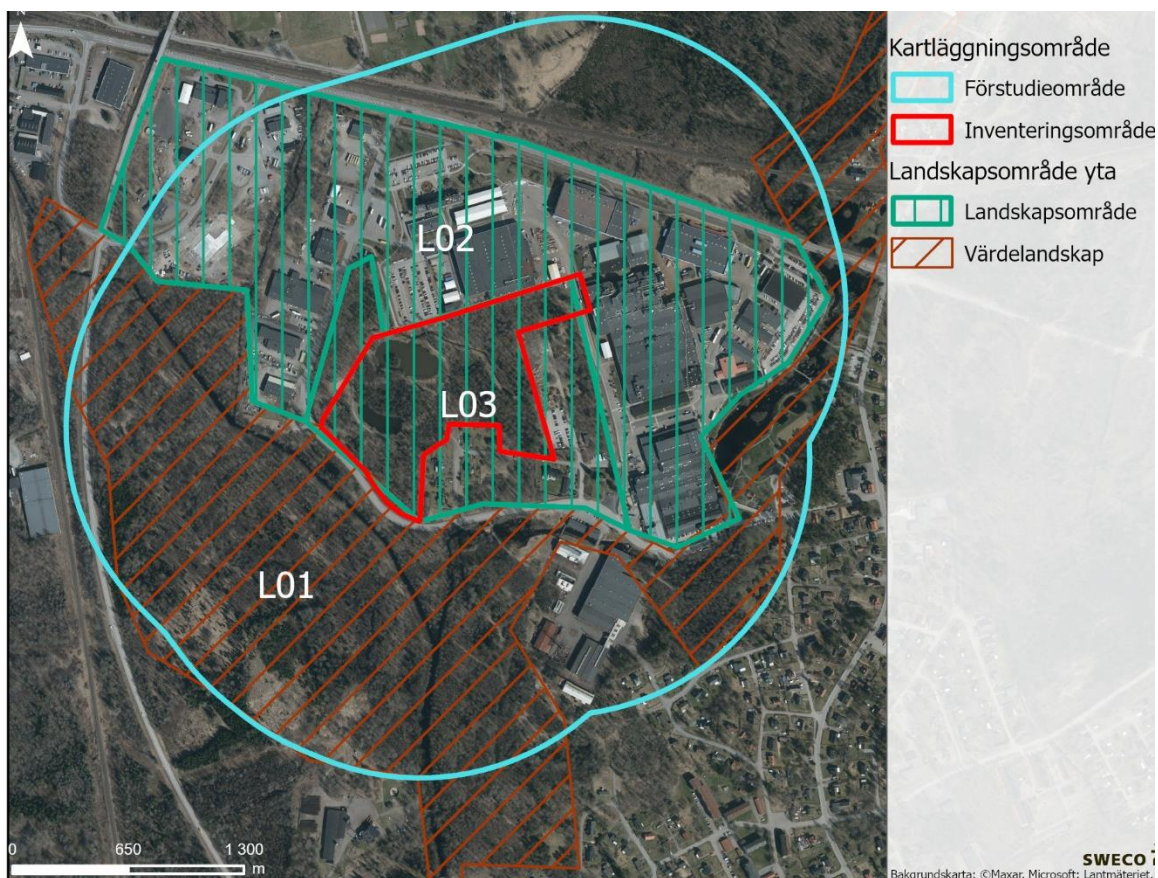 Kartläggningsområde
Förstudieområde
Inventeringsområde
Landskapsområde yta
Landskapsområde
Värdelandskap
L02
L03
L01
0 650 1 300
m
SWECO
Bakgrundskarta: ©Maxar, Microsoft; Lantmäteriet,